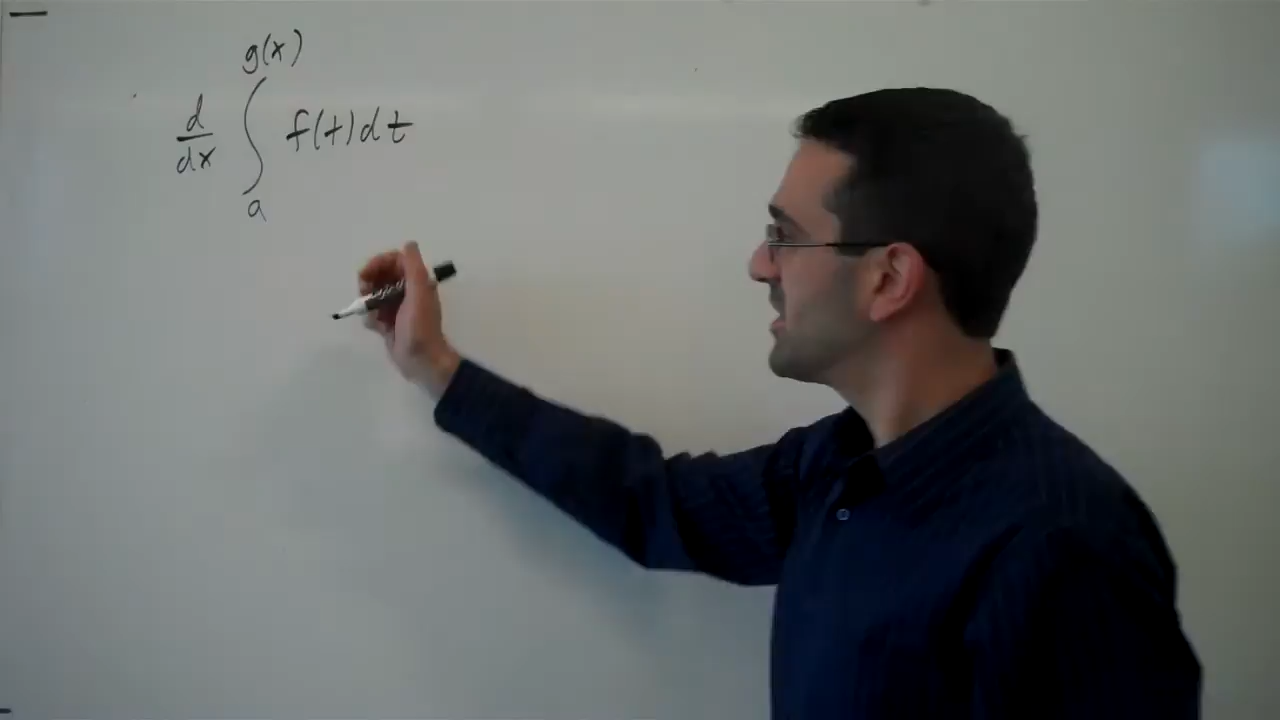 g(x)
d/dx ∫ f(t)dt
a